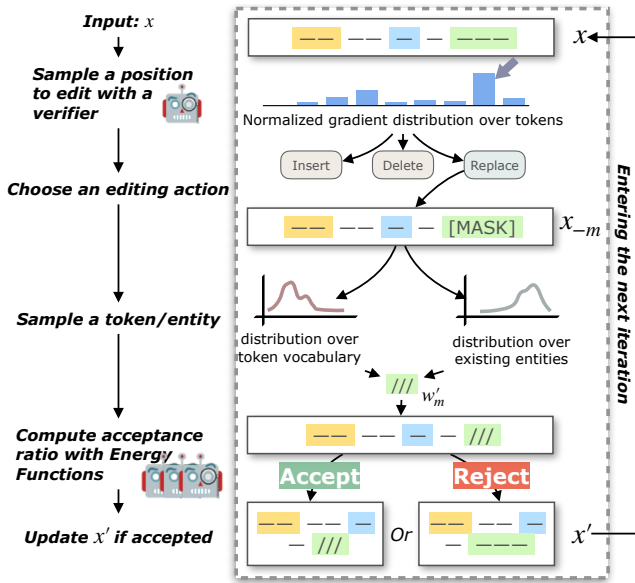 Input: x
Sample a position
to edit with a
verifier
Choose an editing action
Sample a token/entity
Compute acceptance
ratio with Energy
Functions
Update x′ if accepted
x
Normalized gradient distribution over tokens
Insert
Delete
Replace
[MASK]
x₋ₘ
distribution over
token vocabulary
distribution over
existing entities
///
w′ₘ
///
Accept
Reject
///
Or
x′
Entering the next iteration